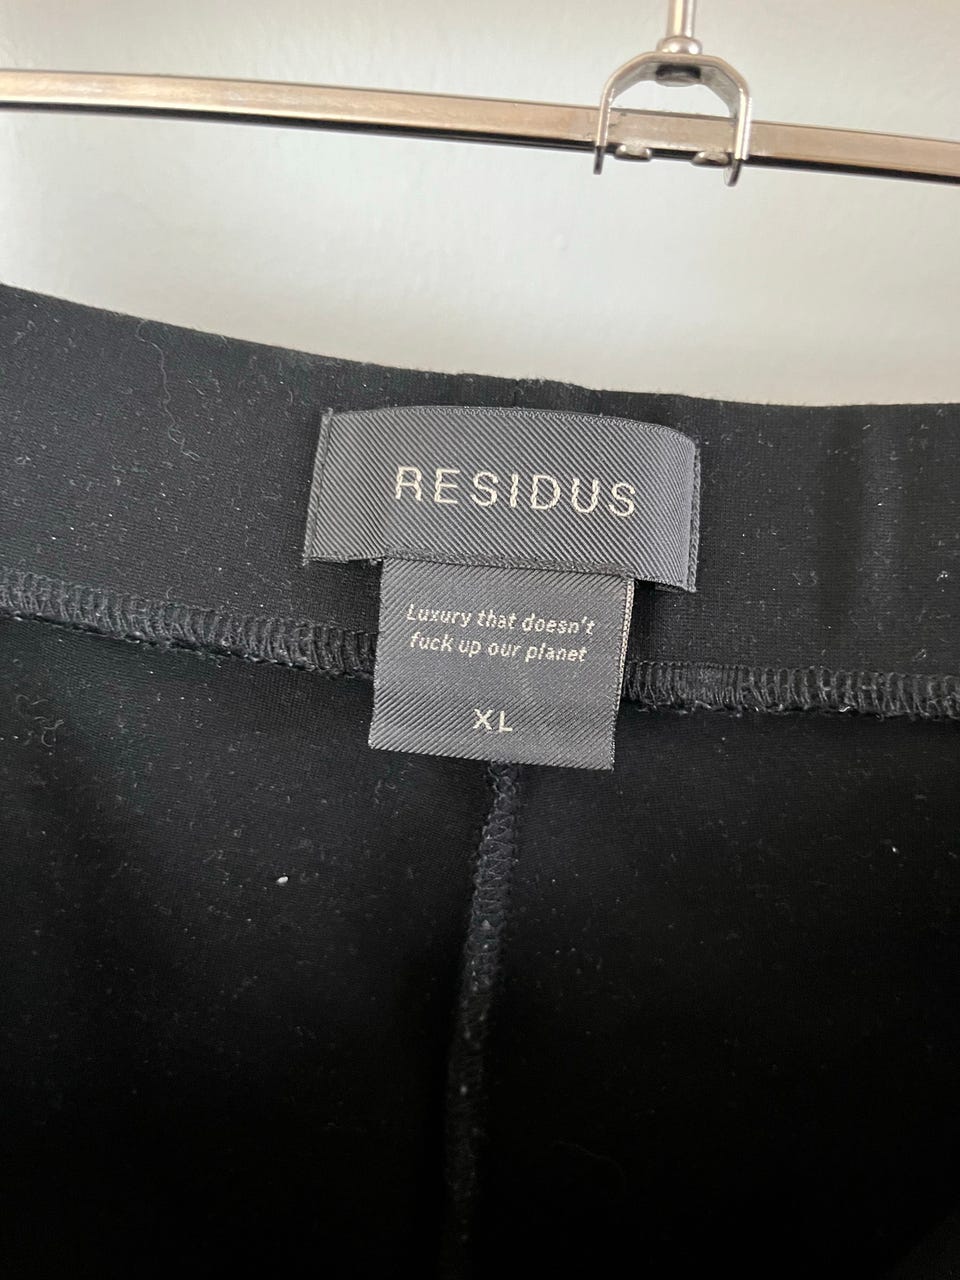 RESIDUS
Luxury that doesn't
fuck up our planet
XL